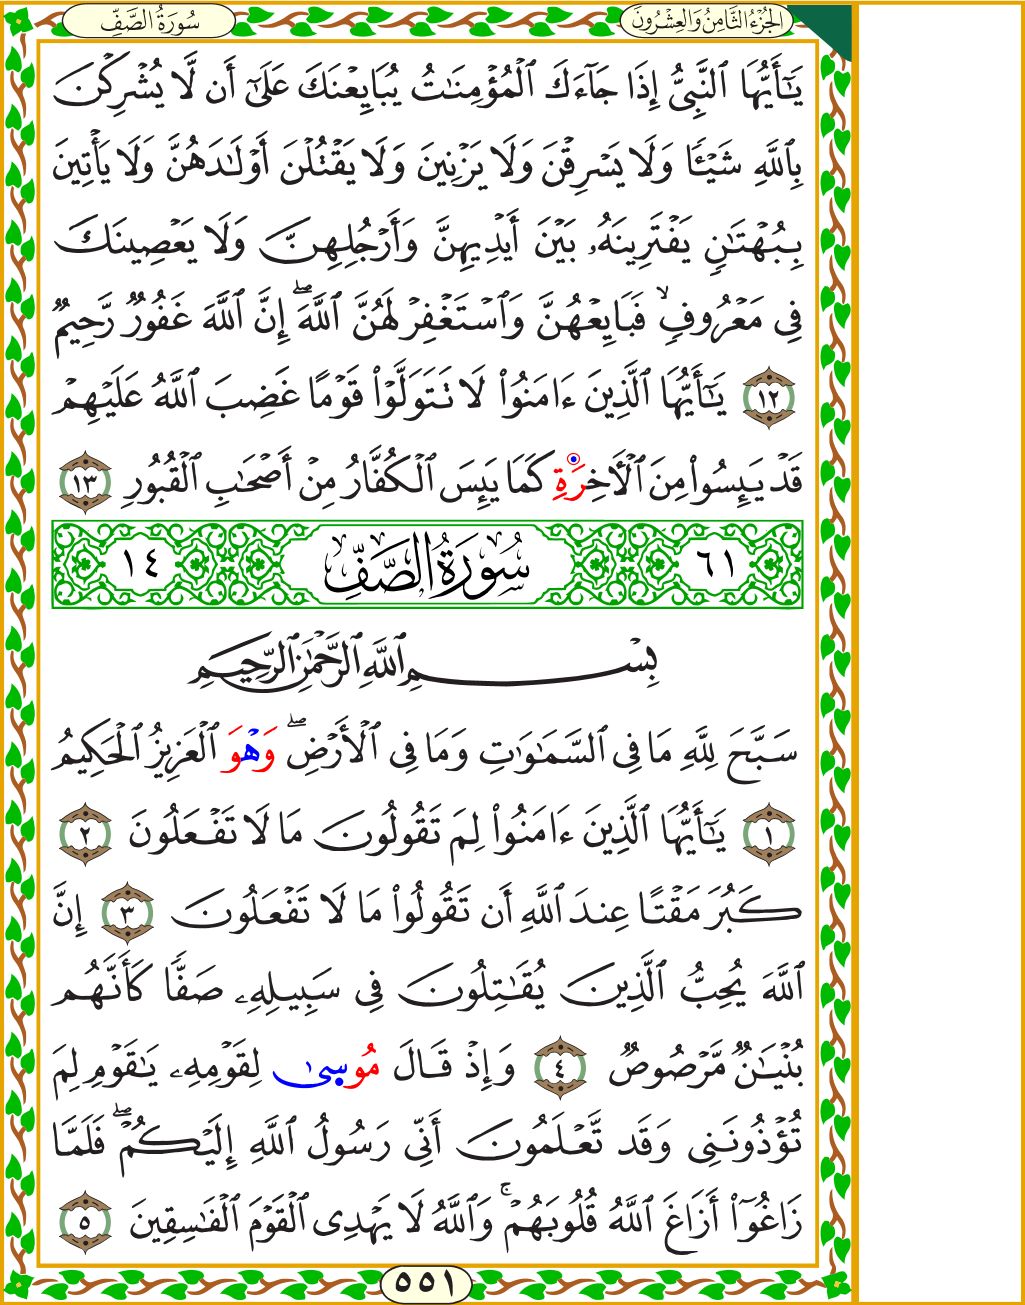 الجُزْءُ الثَّامِنُ وَالعِشْرُونَ
سُورَةُ الصَّفِّ
يَٰٓأَيُّهَا ٱلنَّبِىُّ إِذَا جَآءَكَ ٱلْمُؤْمِنَٰتُ يُبَايِعْنَكَ عَلَىٰٓ أَن لَّا يُشْرِكْنَ
بِٱللَّهِ شَيْـًٔا وَلَا يَسْرِقْنَ وَلَا يَزْنِينَ وَلَا يَقْتُلْنَ أَوْلَٰدَهُنَّ وَلَا يَأْتِينَ
بِبُهْتَٰنٍ يَفْتَرِينَهُۥ بَيْنَ أَيْدِيهِنَّ وَأَرْجُلِهِنَّ وَلَا يَعْصِينَكَ
فِى مَعْرُوفٍۙ فَبَايِعْهُنَّ وَٱسْتَغْفِرْ لَهُنَّ ٱللَّهَۖ إِنَّ ٱللَّهَ غَفُورٌ رَّحِيمٌ
١٢ يَٰٓأَيُّهَا ٱلَّذِينَ ءَامَنُوا۟ لَا تَتَوَلَّوْا۟ قَوْمًا غَضِبَ ٱللَّهُ عَلَيْهِمْ
قَدْ يَئِسُوا۟ مِنَ ٱلْأَخِرَةِ كَمَا يَئِسَ ٱلْكُفَّارُ مِنْ أَصْحَٰبِ ٱلْقُبُورِ ١٣
٦١ سُورَةُ الصَّفِّ ١٤
بِسْمِ ٱللَّهِ ٱلرَّحْمَٰنِ ٱلرَّحِيمِ
سَبَّحَ لِلَّهِ مَا فِى ٱلسَّمَٰوَٰتِ وَمَا فِى ٱلْأَرْضِۖ وَهْوَ ٱلْعَزِيزُ ٱلْحَكِيمُ
١ يَٰٓأَيُّهَا ٱلَّذِينَ ءَامَنُوا۟ لِمَ تَقُولُونَ مَا لَا تَفْعَلُونَ ٢
كَبُرَ مَقْتًا عِندَ ٱللَّهِ أَن تَقُولُوا۟ مَا لَا تَفْعَلُونَ ٣ إِنَّ
ٱللَّهَ يُحِبُّ ٱلَّذِينَ يُقَٰتِلُونَ فِى سَبِيلِهِۦ صَفًّا كَأَنَّهُم
بُنْيَٰنٌ مَّرْصُوصٌ ٤ وَإِذْ قَالَ مُوسىٰ لِقَوْمِهِۦ يَٰقَوْمِ لِمَ
تُؤْذُونَنِى وَقَد تَّعْلَمُونَ أَنِّى رَسُولُ ٱللَّهِ إِلَيْكُمْۖ فَلَمَّا
زَاغُوٓا۟ أَزَاغَ ٱللَّهُ قُلُوبَهُمْۚ وَٱللَّهُ لَا يَهْدِى ٱلْقَوْمَ ٱلْفَٰسِقِينَ ٥
٥٥١